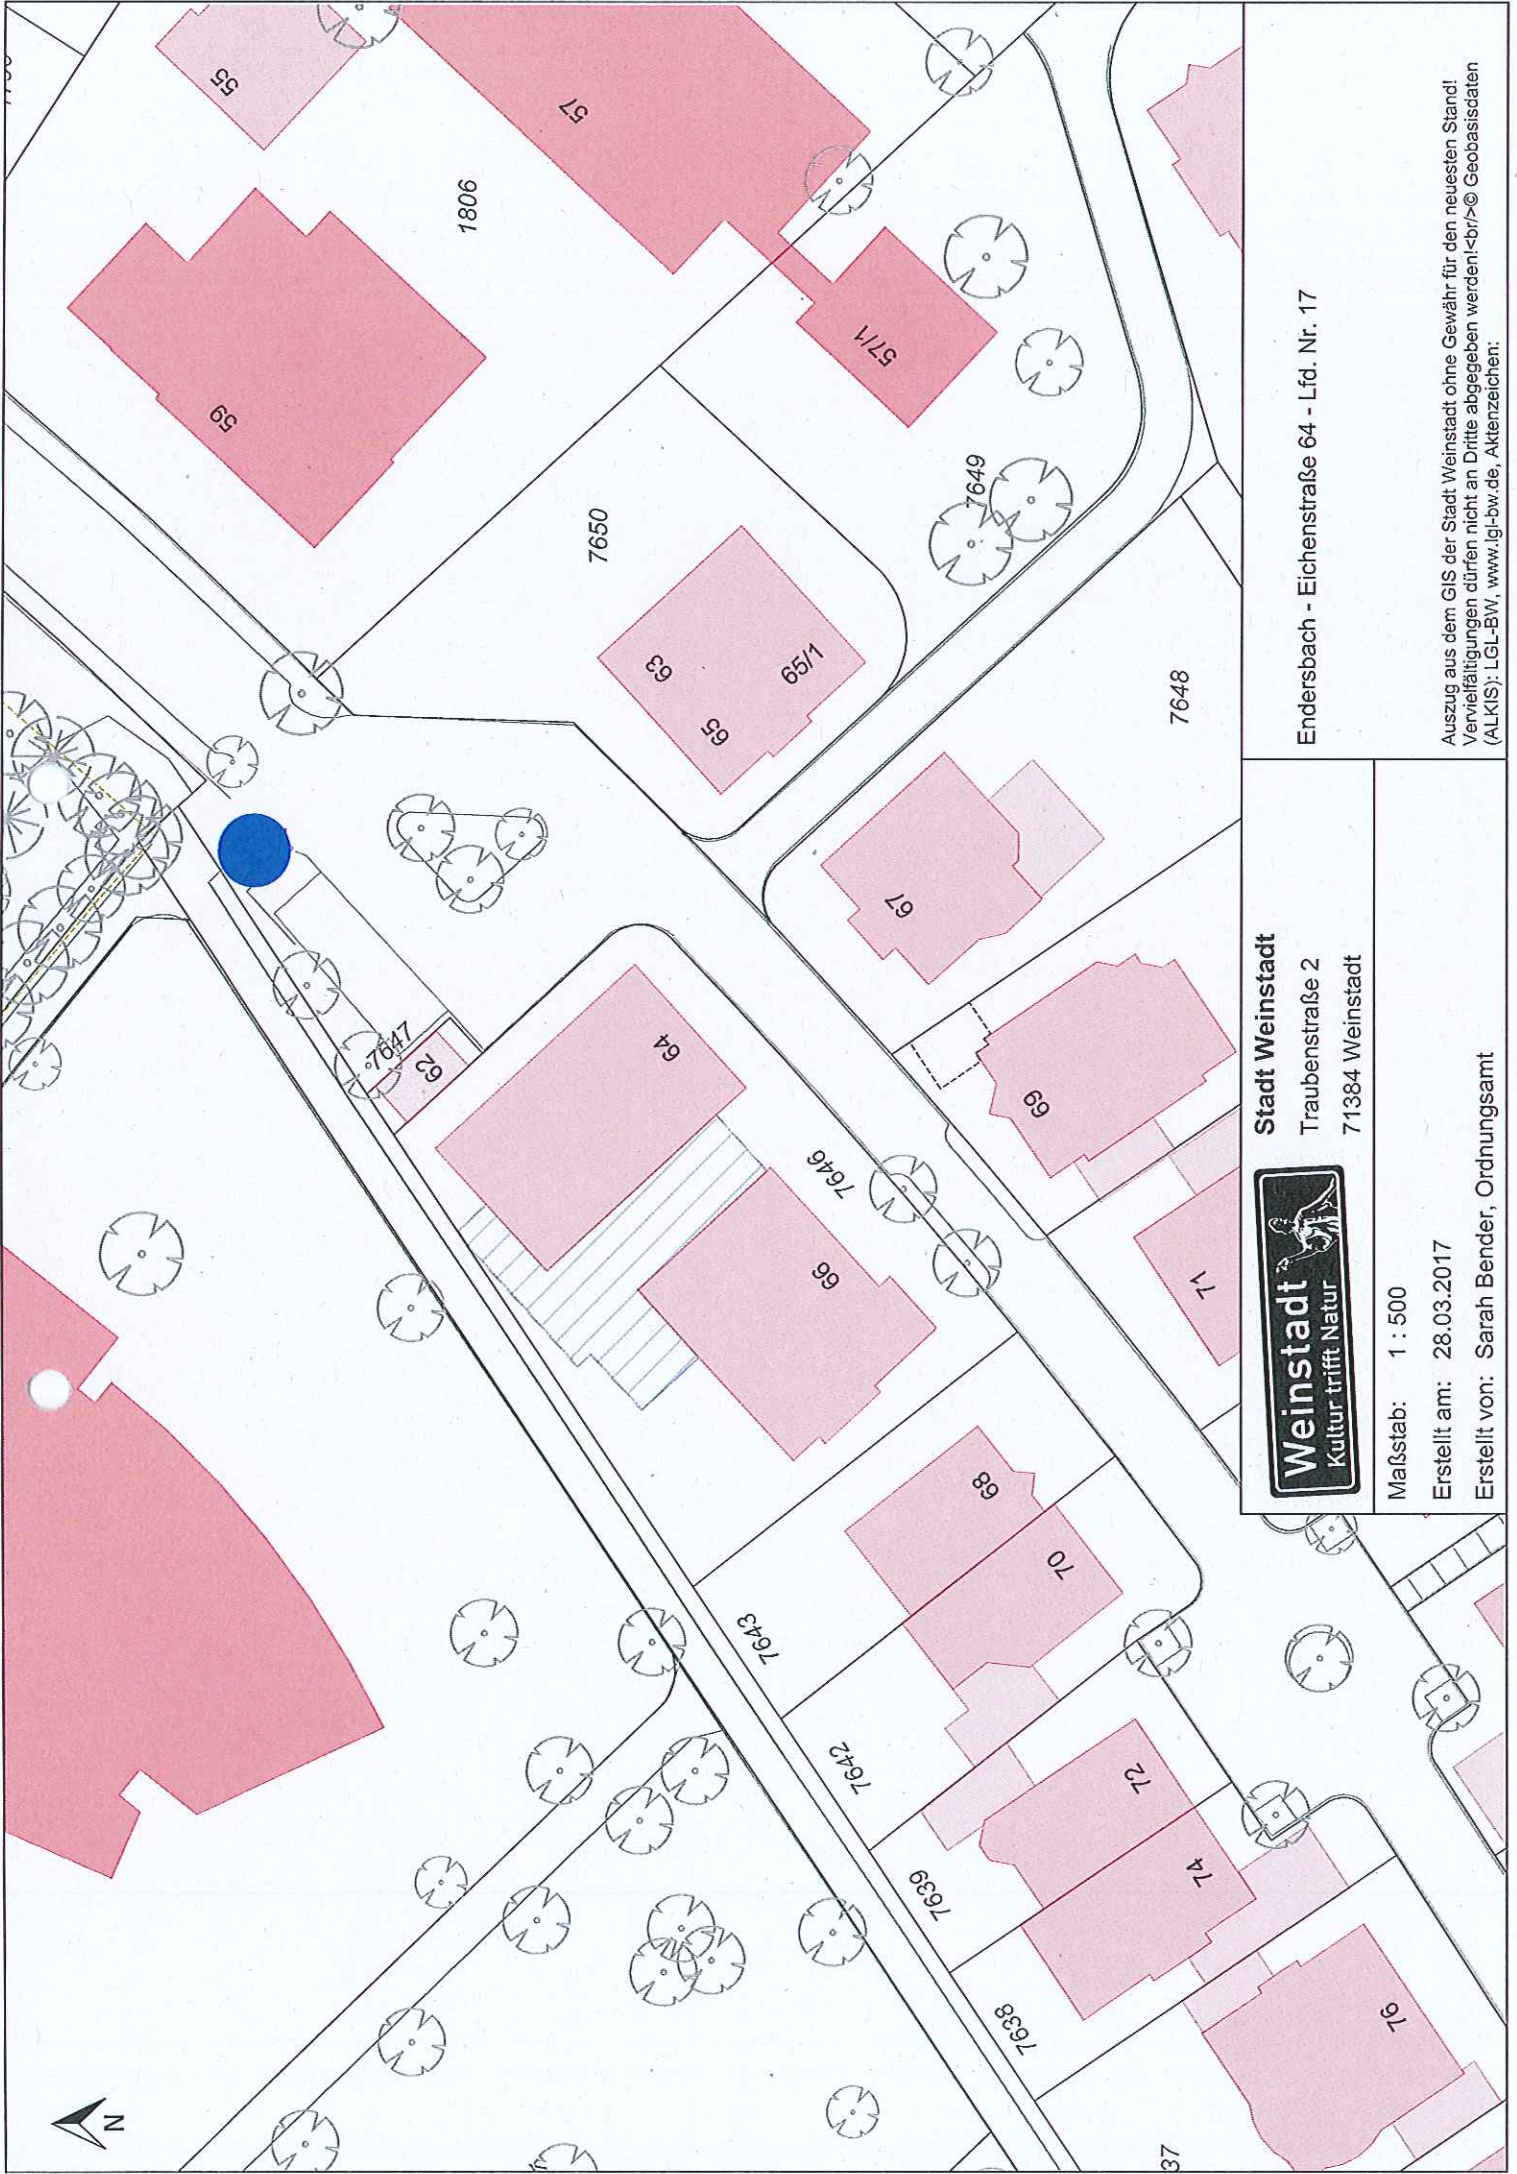 N
55
57
59
1806
57/1
7649
7650
63
65
65/1
7648
67
7647
62
64
69
7646
66
71
68
70
7643
7642
72
74
7639
7638
76
37
Endersbach - Eichenstraße 64 - Lfd. Nr. 17
Auszug aus dem GIS der Stadt Weinstadt ohne Gewähr für den neuesten Stand!
Vervielfältigungen dürfen nicht an Dritte abgegeben werden!<br/>© Geobasisdaten
(ALKIS): LGL-BW, www.lgl-bw.de, Aktenzeichen:
Weinstadt
Kultur trifft Natur
Stadt Weinstadt
Traubenstraße 2
71384 Weinstadt
Maßstab: 1 : 500
Erstellt am: 28.03.2017
Erstellt von: Sarah Bender, Ordnungsamt